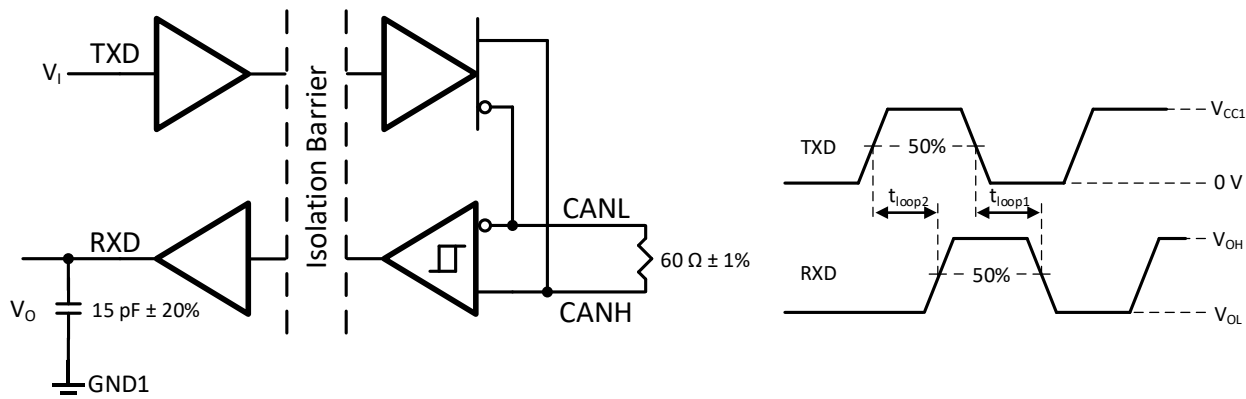 TXD
V_I
Isolation Barrier
CANL
60 Ω ± 1%
CANH
RXD
V_O
15 pF ± 20%
GND1
V_CC1
TXD
50%
0 V
t_loop2
t_loop1
V_OH
RXD
50%
V_OL